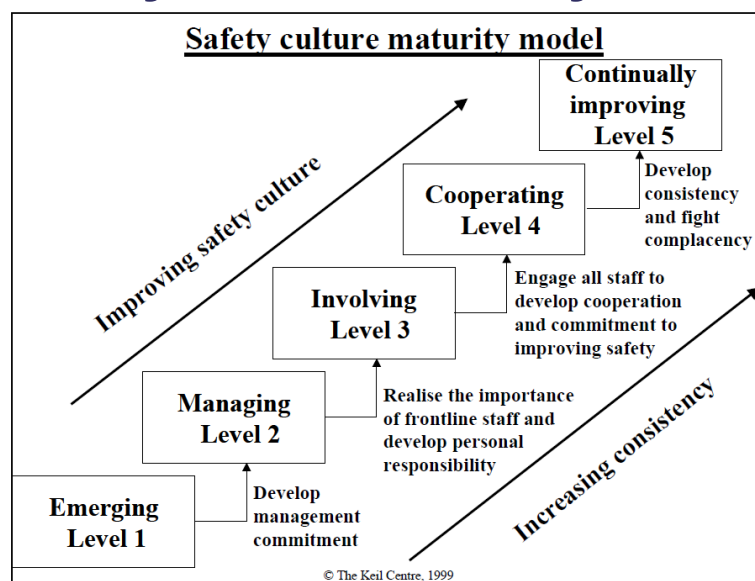 Safety culture maturity model
Continually
improving
Level 5
Develop
consistency
and fight
complacency
Improving safety culture
Cooperating
Level 4
Engage all staff to
develop cooperation
and commitment to
improving safety
Involving
Level 3
Realise the importance
of frontline staff and
develop personal
responsibility
Increasing consistency
Managing
Level 2
Develop
management
commitment
Emerging
Level 1
© The Keil Centre, 1999